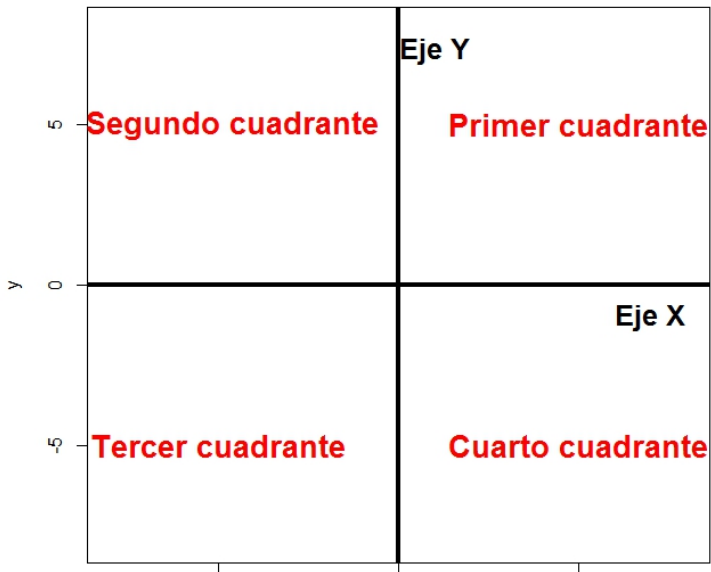 Eje Y
5
Segundo cuadrante
Primer cuadrante
y
0
Eje X
-5
Tercer cuadrante
Cuarto cuadrante